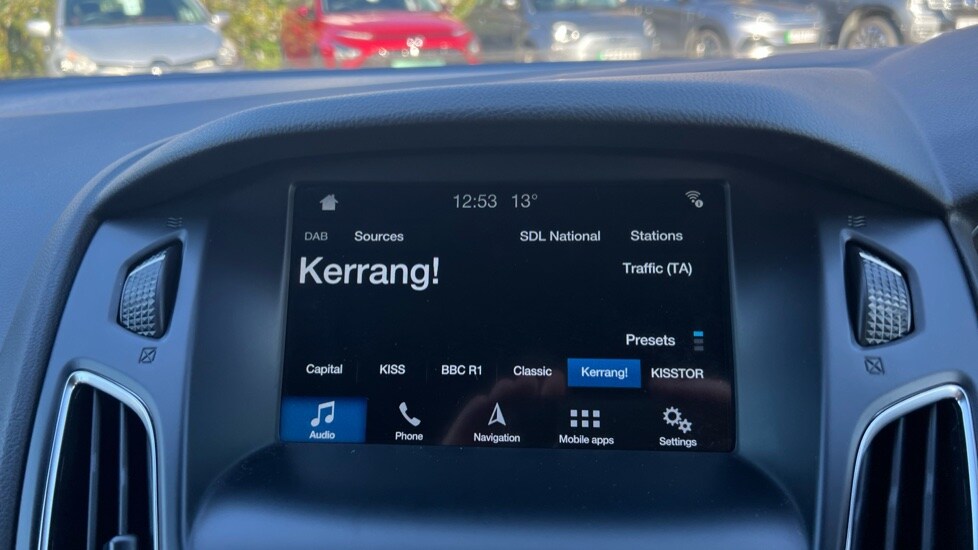 12:53 13°
DAB Sources SDL National Stations
Kerrang! Traffic (TA)
Presets
Capital KISS BBC R1 Classic Kerrang! KISSTOR
Audio Phone Navigation Mobile apps Settings